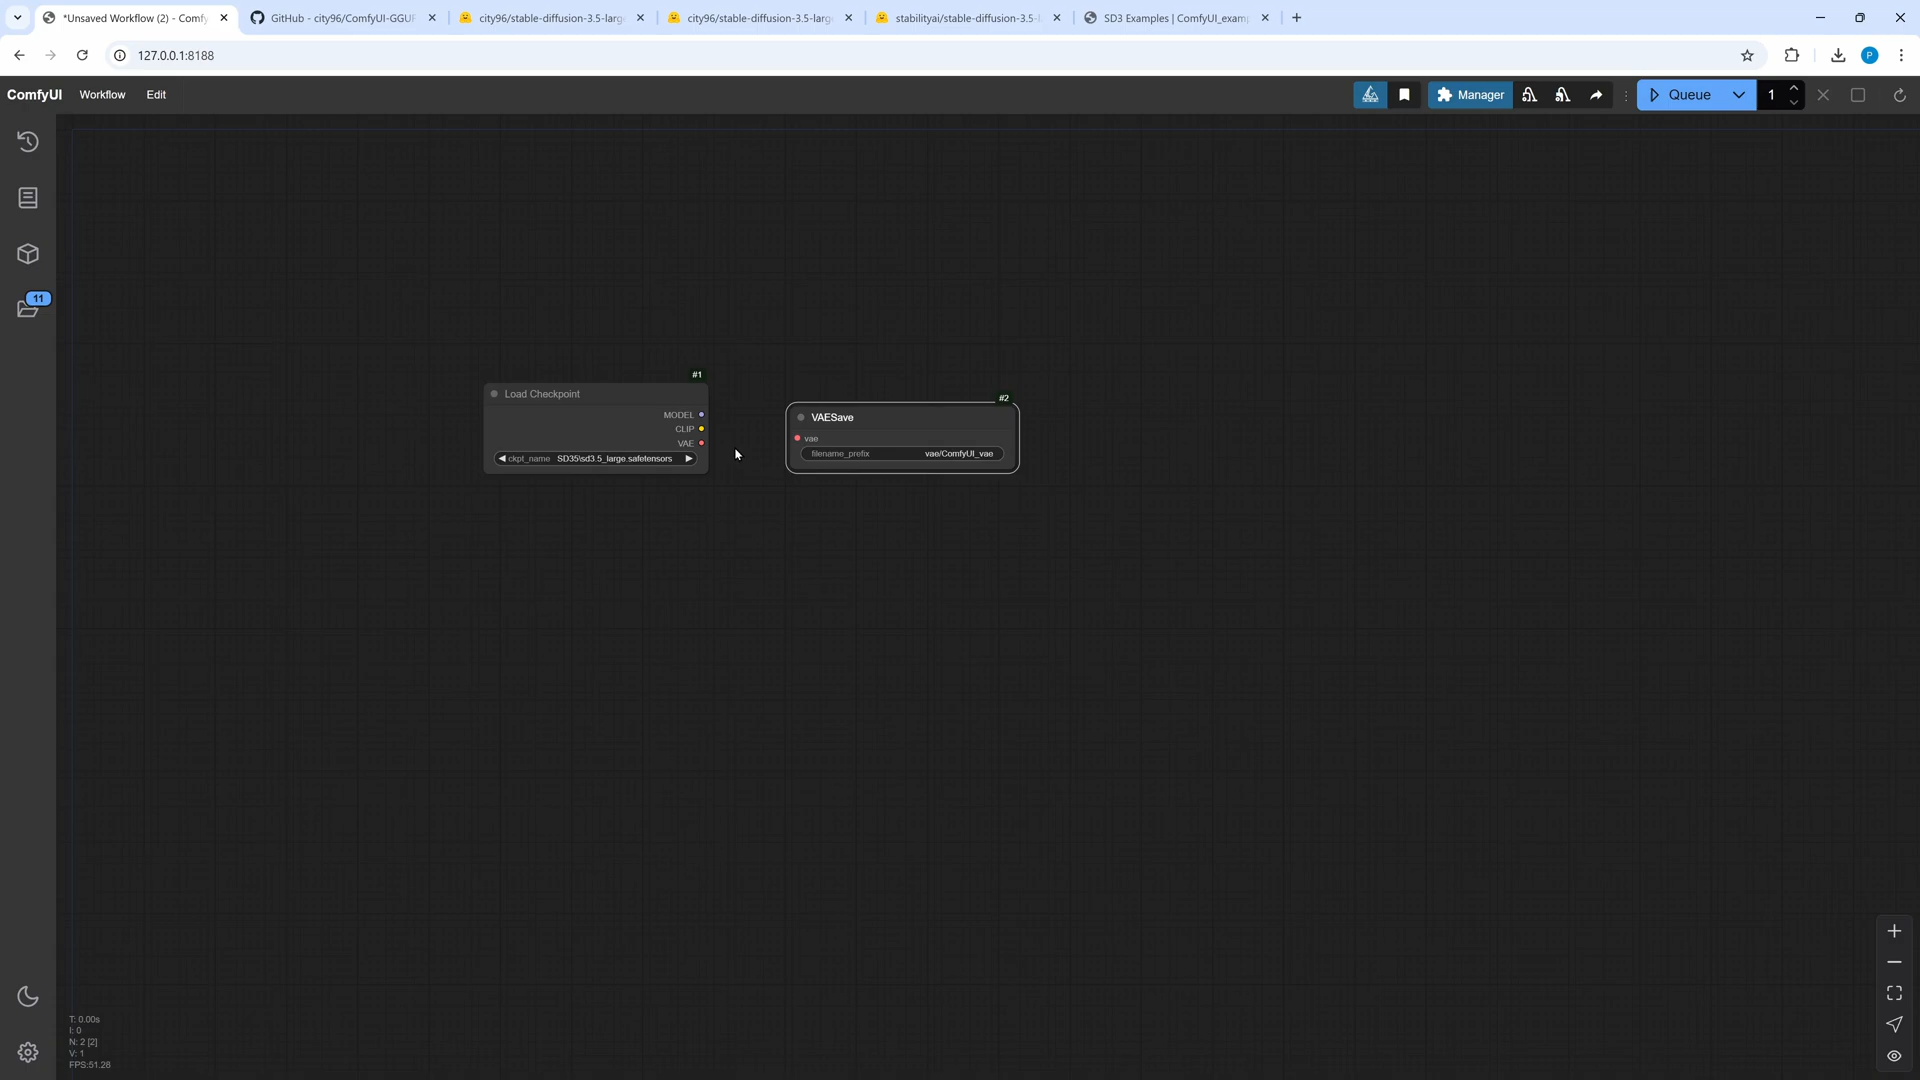 *Unsaved Workflow (2) - Comfy
GitHub - city96/ComfyUI-GGUF
city96/stable-diffusion-3.5-larg
city96/stable-diffusion-3.5-larg
stabilityai/stable-diffusion-3.5-l
SD3 Examples | ComfyUI_examp
127.0.0.1:8188
P
ComfyUI
Workflow
Edit
Manager
Queue
1
11
#1
Load Checkpoint
MODEL
CLIP
VAE
ckpt_name SD35\sd3.5_large.safetensors
#2
VAESave
vae
filename_prefix vae/ComfyUI_vae
T: 0.00s
I: 0
N: 2 [2]
V: 1
FPS:51.28